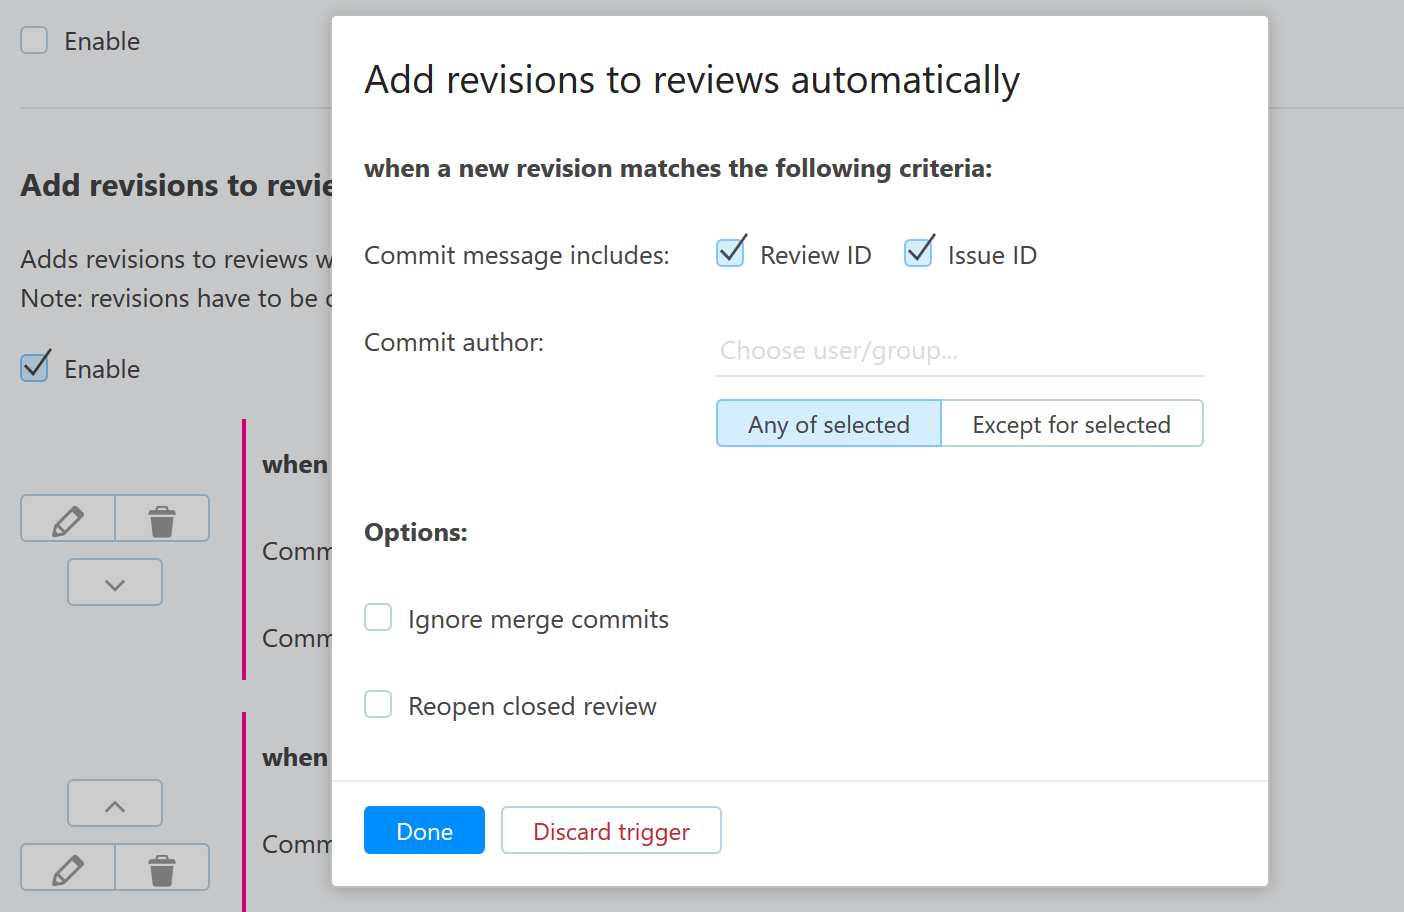 Enable
Add revisions to revie
Adds revisions to reviews w
Note: revisions have to be
Enable
when
Comm
Comm
when
Comm
Add revisions to reviews automatically
when a new revision matches the following criteria:
Commit message includes: Review ID Issue ID
Commit author: Choose user/group...
Any of selected Except for selected
Options:
Ignore merge commits
Reopen closed review
Done Discard trigger